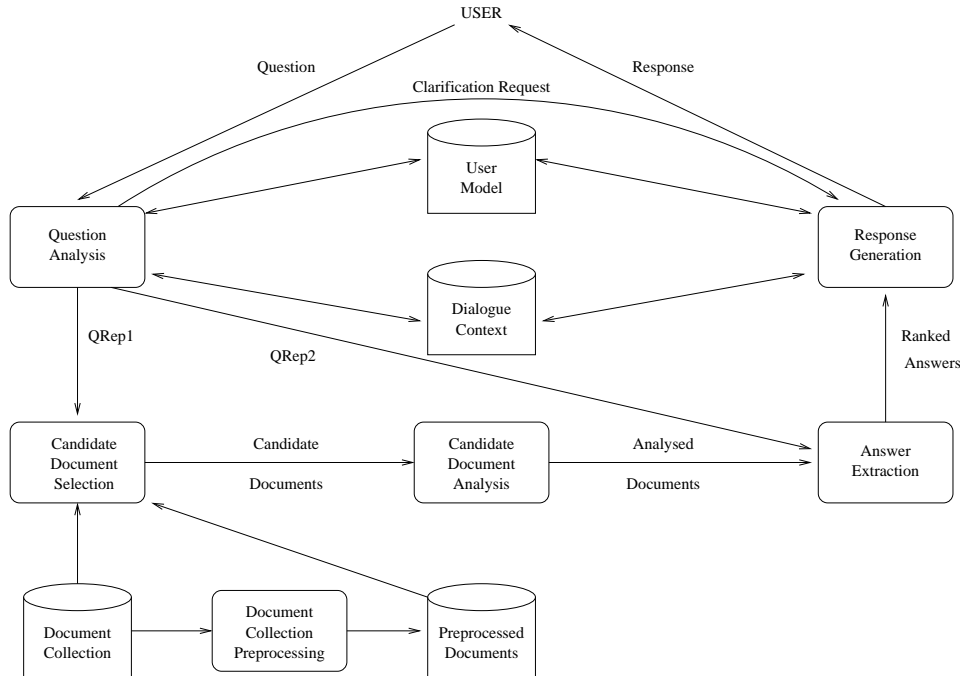 USER
Question
Response
Clarification Request
User
Model
Question
Analysis
Response
Generation
Dialogue
Context
QRep1
QRep2
Ranked
Answers
Candidate
Document
Selection
Candidate
Documents
Candidate
Document
Analysis
Analysed
Documents
Answer
Extraction
Document
Collection
Document
Collection
Preprocessing
Preprocessed
Documents